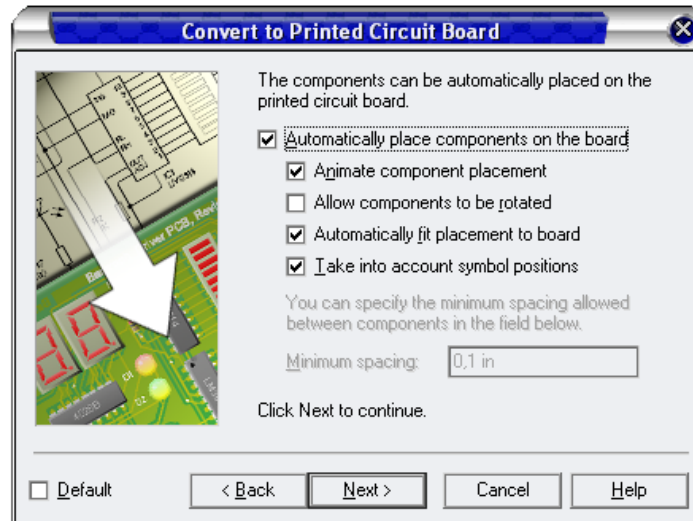 Convert to Printed Circuit Board
The components can be automatically placed on the
printed circuit board.
Automatically place components on the board
Animate component placement
Allow components to be rotated
Automatically fit placement to board
Take into account symbol positions
You can specify the minimum spacing allowed
between components in the field below.
Minimum spacing: 0,1 in
Click Next to continue.
Default
< Back
Next >
Cancel
Help